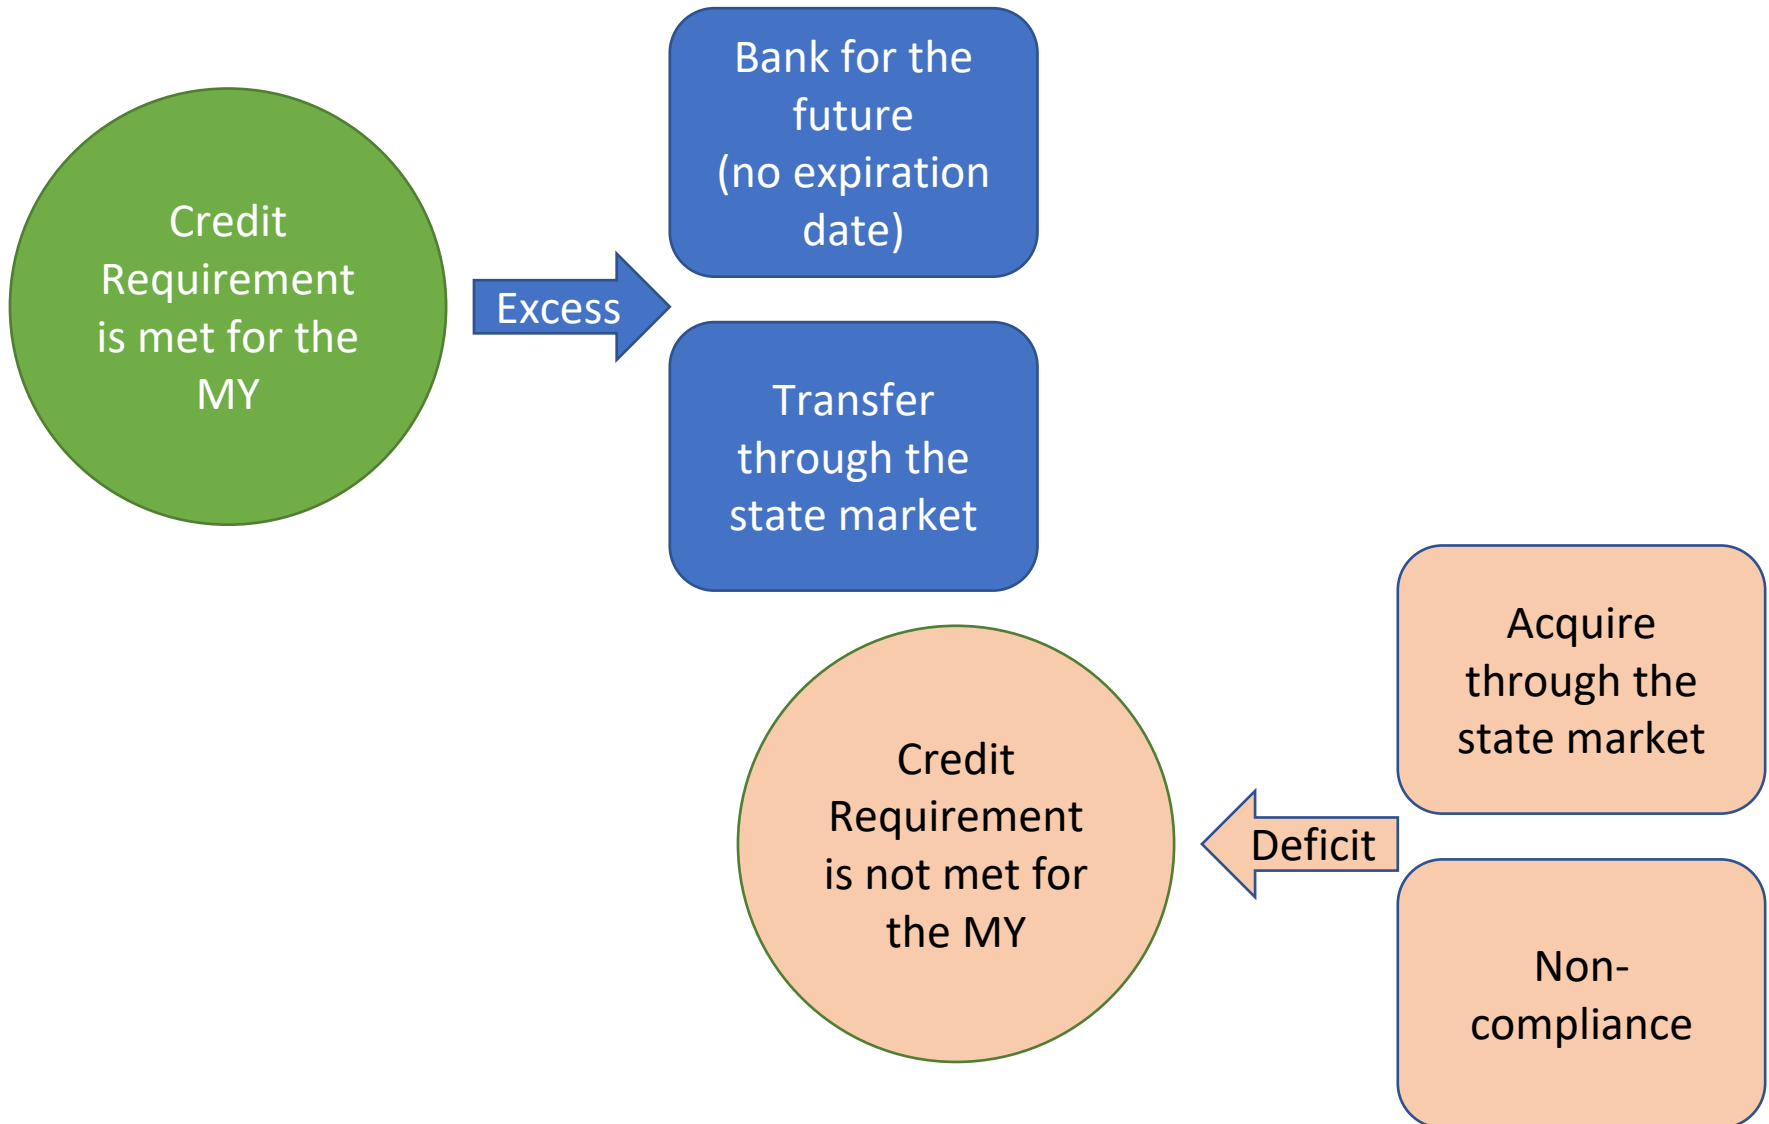 Credit
Requirement
is met for the
MY
Excess
Bank for the
future
(no expiration
date)
Transfer
through the
state market
Credit
Requirement
is not met for
the MY
Deficit
Acquire
through the
state market
Non-
compliance